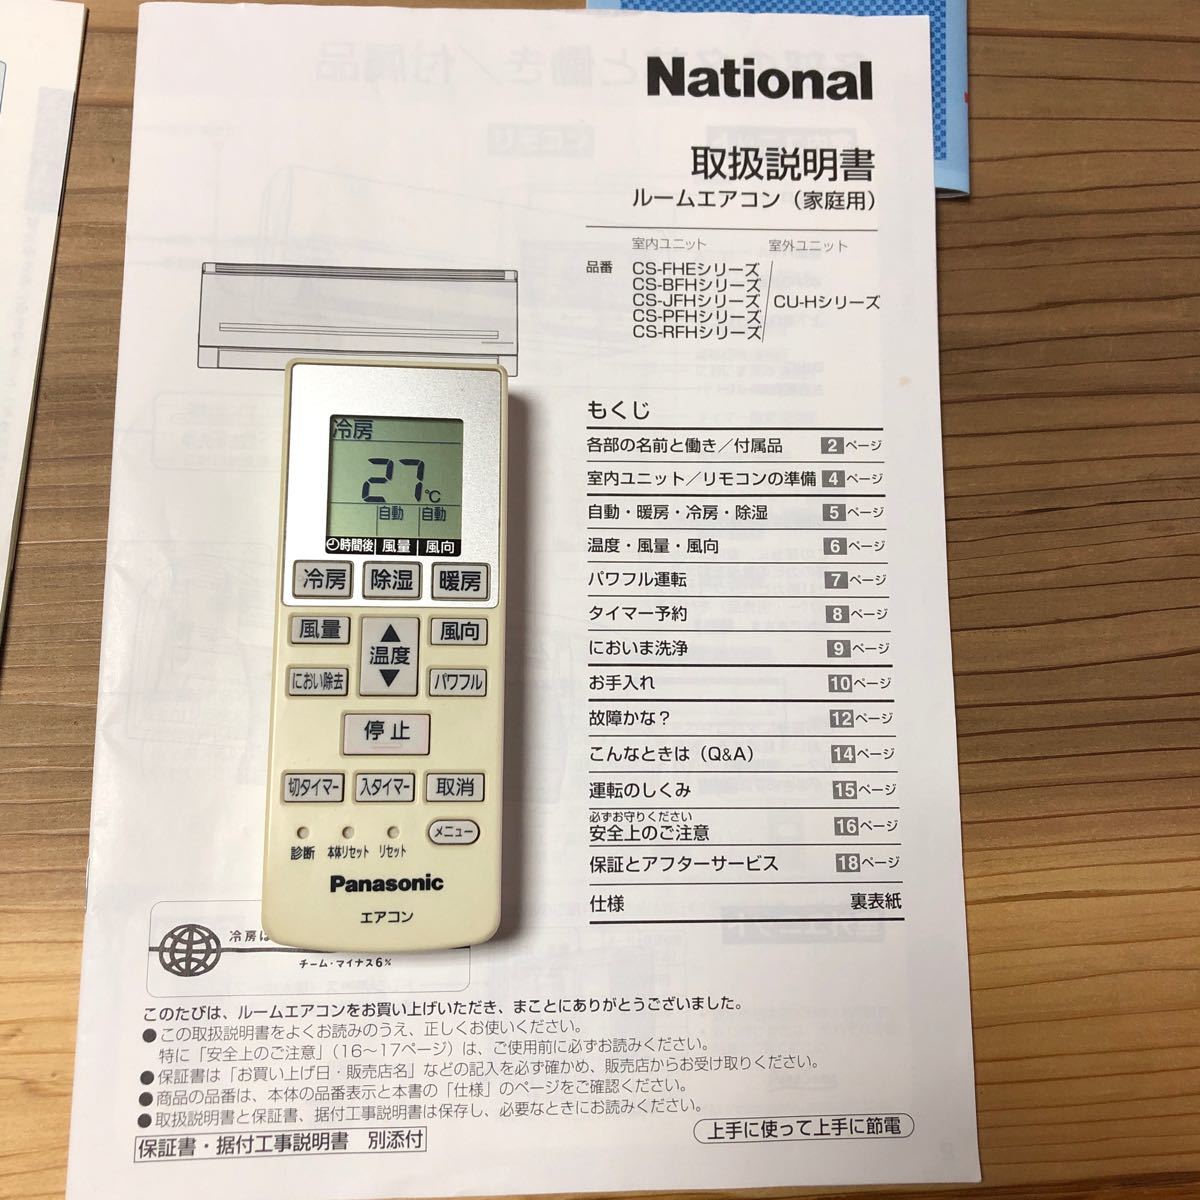 National
取扱説明書
ルームエアコン（家庭用）
室内ユニット 室外ユニット
品番
CS-FHEシリーズ
CS-BFHシリーズ
CS-JFHシリーズ
CS-PFHシリーズ
CS-RFHシリーズ
CU-Hシリーズ
もくじ
各部の名前と働き／付属品 2ページ
室内ユニット／リモコンの準備 4ページ
自動・暖房・冷房・除湿 5ページ
温度・風量・風向 6ページ
パワフル運転 7ページ
タイマー予約 8ページ
においま洗浄 9ページ
お手入れ 10ページ
故障かな？ 12ページ
こんなときは（Q&A） 14ページ
運転のしくみ 15ページ
必ずお守りください
安全上のご注意 16ページ
保証とアフターサービス 18ページ
仕様 裏表紙
冷房
27℃
自動 自動
時間後 風量 風向
冷房 除湿 暖房
風量 温度 風向
におい除去 パワフル
停止
切タイマー 入タイマー 取消
診断 本体リセット リセット メニュー
Panasonic
エアコン
冷房は
チーム・マイナス6%
このたびは、ルームエアコンをお買い上げいただき、まことにありがとうございました。
●この取扱説明書をよくお読みのうえ、正しくお使いください。
特に「安全上のご注意」（16～17ページ）は、ご使用前に必ずお読みください。
●保証書は「お買い上げ日・販売店名」などの記入を必ず確かめ、販売店からお受け取りください。
●商品の品番は、本体の品番表示と本書の「仕様」のページをご確認ください。
●取扱説明書と保証書、据付工事説明書は保存し、必要なときにお読みください。
保証書・据付工事説明書 別添付
上手に使って上手に節電